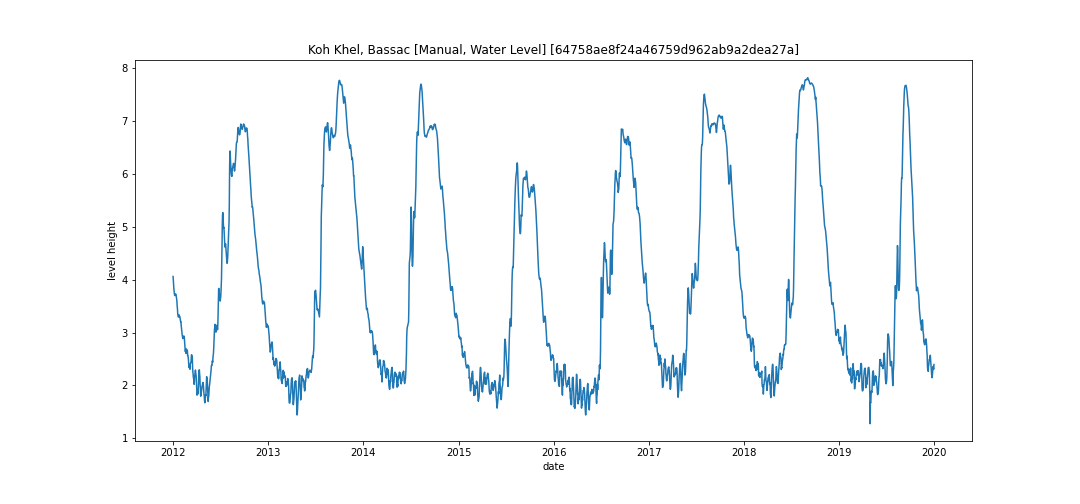 Koh Khel, Bassac [Manual, Water Level] [64758ae8f24a46759d962ab9a2dea27a]
8
7
6
5
4
3
2
1
level height
2012 2013 2014 2015 2016 2017 2018 2019 2020
date